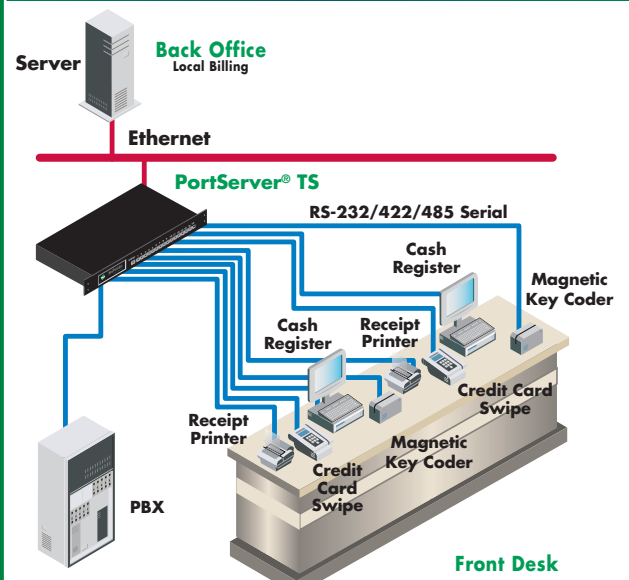 Back Office
Server
Local Billing
Ethernet
PortServer® TS
RS-232/422/485 Serial
Cash
Register
Magnetic
Key Coder
Cash
Register
Receipt
Printer
Credit Card
Swipe
Receipt
Printer
Magnetic
Key Coder
Credit
Card
Swipe
PBX
Front Desk